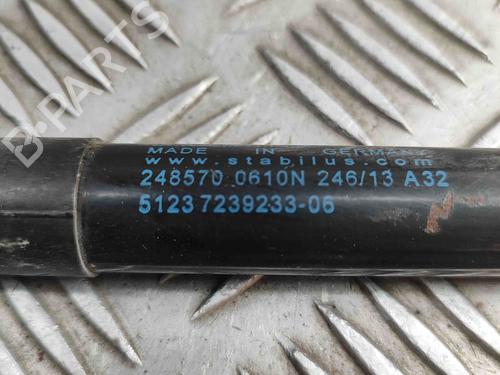 MADE IN GERMANY
www.stabilus.com
248570 0610N 246/13 A32
51237239233-06
B-PARTS